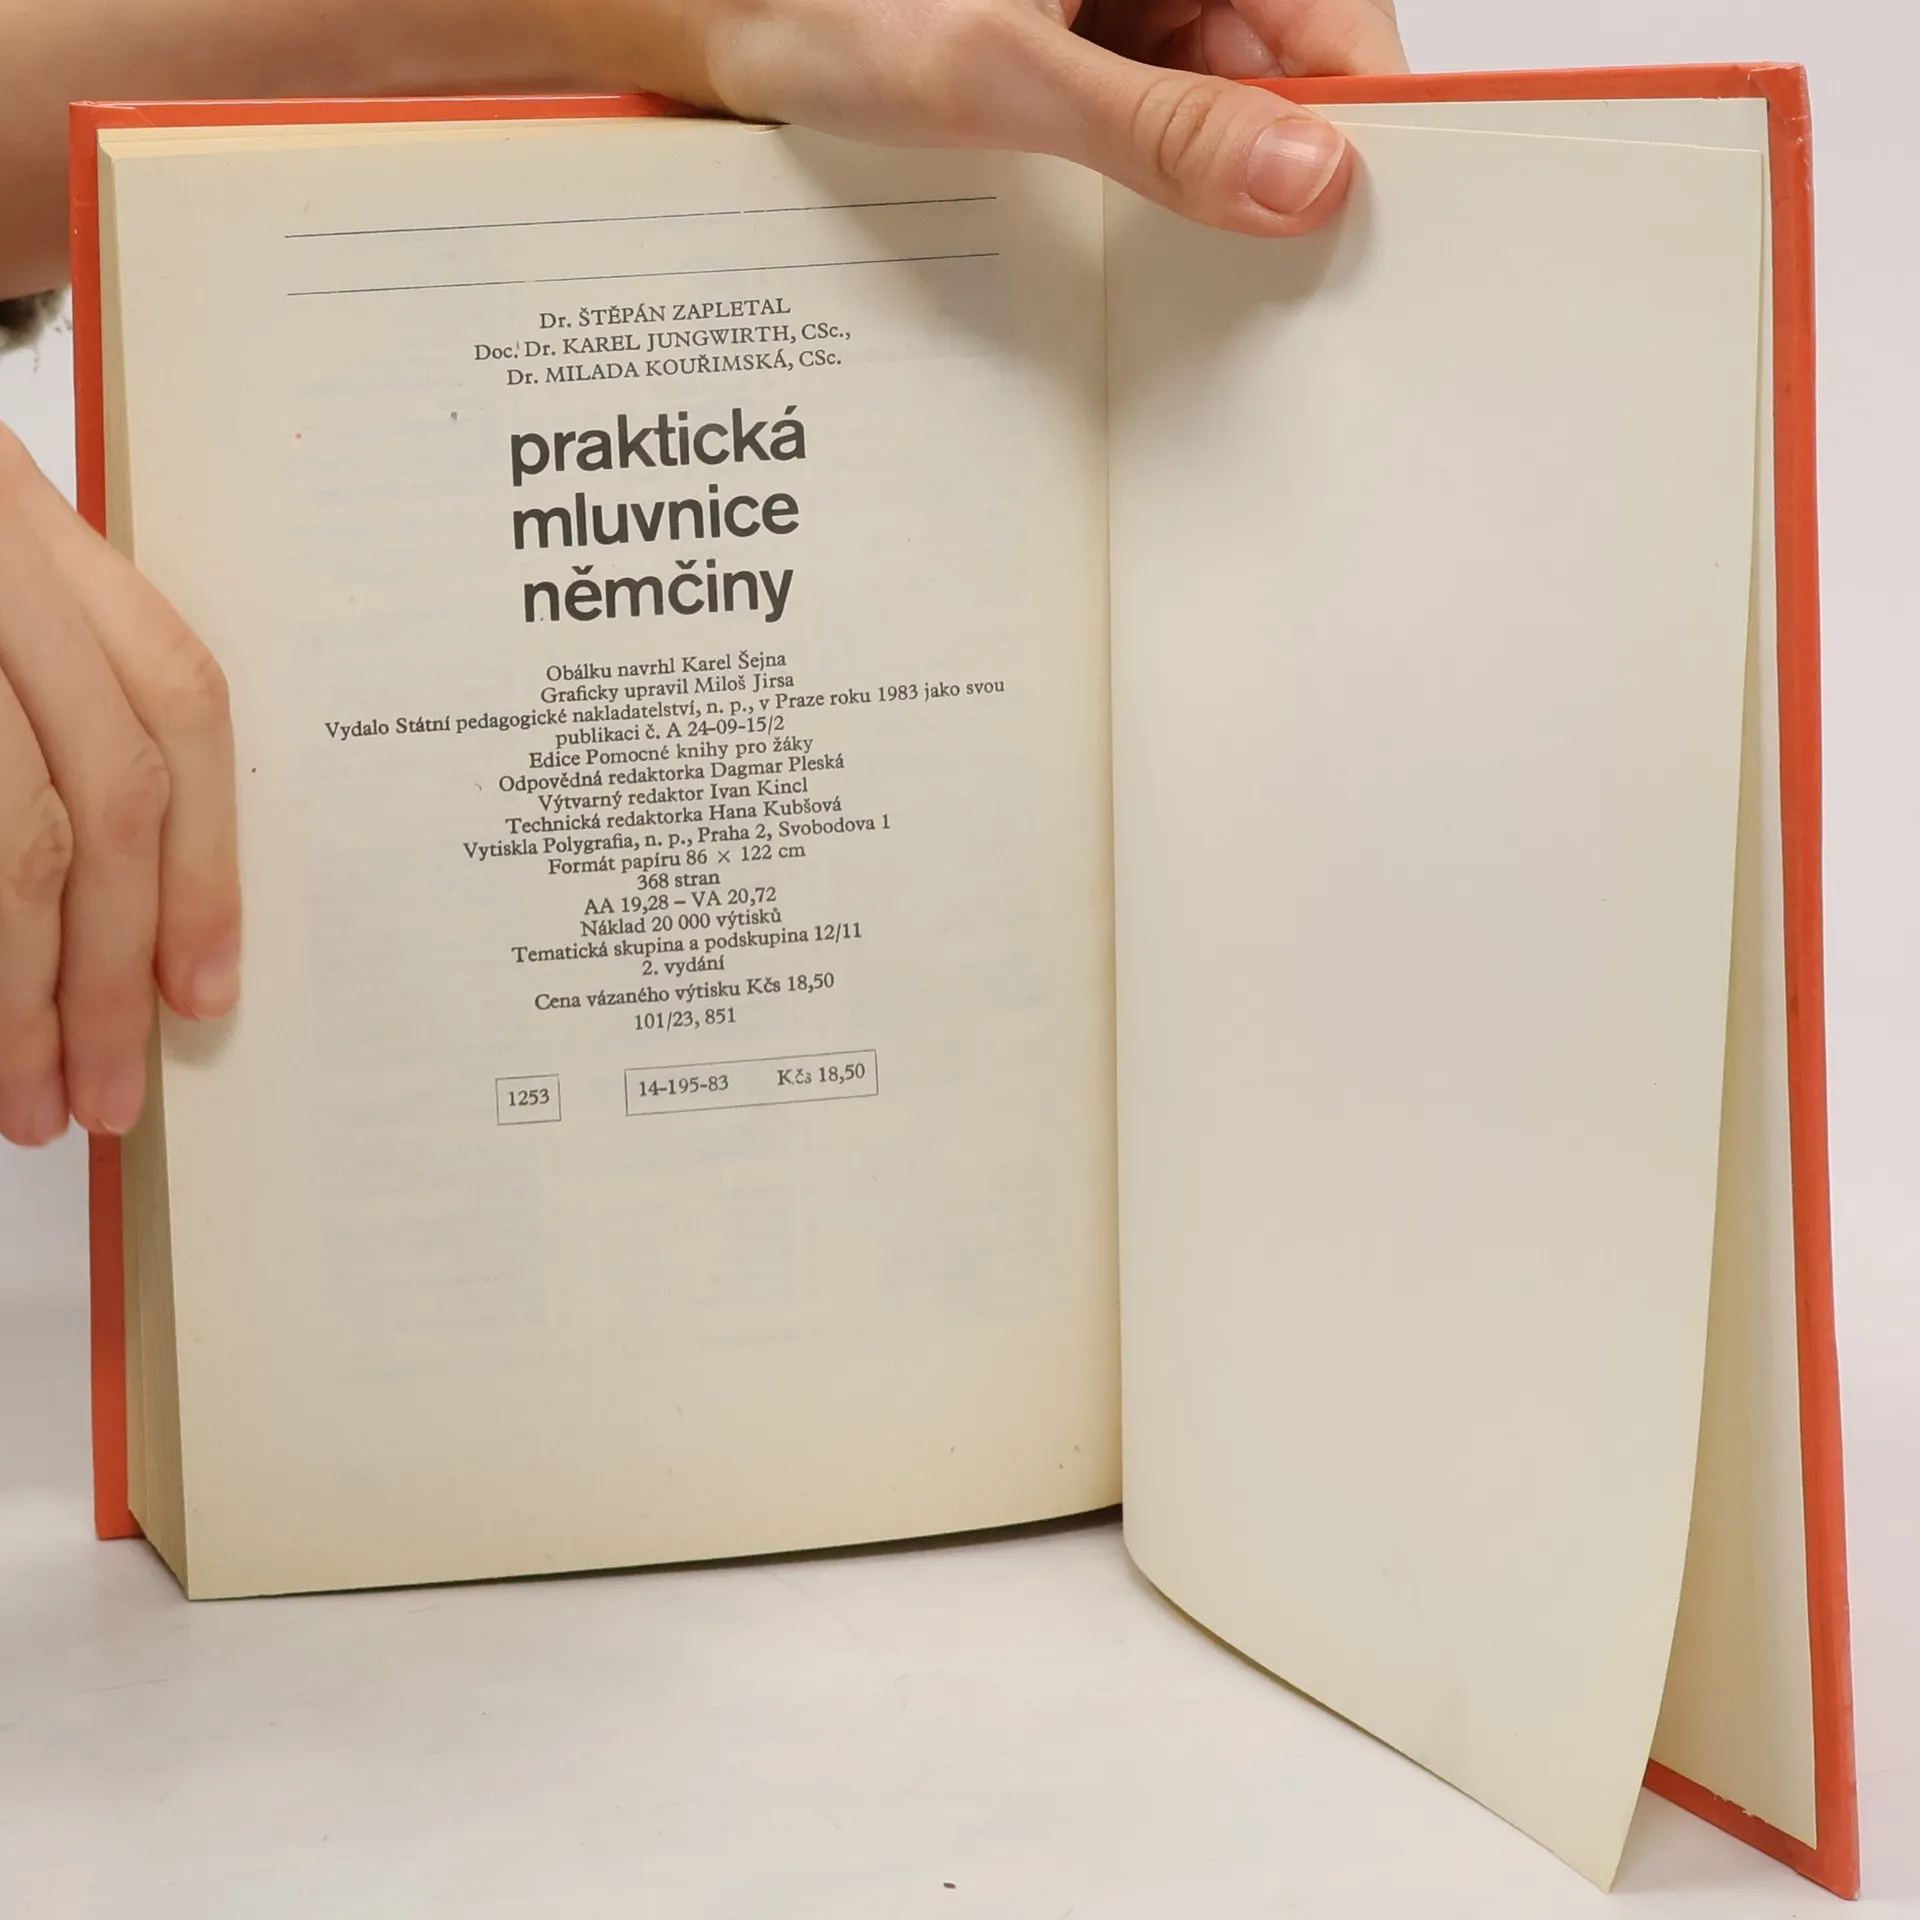 Dr. ŠTĚPÁN ZAPLETAL
Doc. Dr. KAREL JUNGWIRTH, CSc.,
Dr. MILADA KOUŘIMSKÁ, CSc.
praktická
mluvnice
němčiny
Obálku navrhl Karel Šejna
Graficky upravil Miloš Jirsa
Vydalo Státní pedagogické nakladatelství, n. p., v Praze roku 1983 jako svou
publikaci č. A 24-09-15/2
Edice Pomocné knihy pro žáky
Odpovědná redaktorka Dagmar Pleská
Výtvarný redaktor Ivan Kincl
Technická redaktorka Hana Kubšová
Vytiskla Polygrafia, n. p., Praha 2, Svobodova 1
Formát papíru 86 × 122 cm
368 stran
AA 19,28 – VA 20,72
Náklad 20 000 výtisků
Tematická skupina a podskupina 12/11
2. vydání
Cena vázaného výtisku Kčs 18,50
101/23, 851
1253 14-195-83 Kčs 18,50